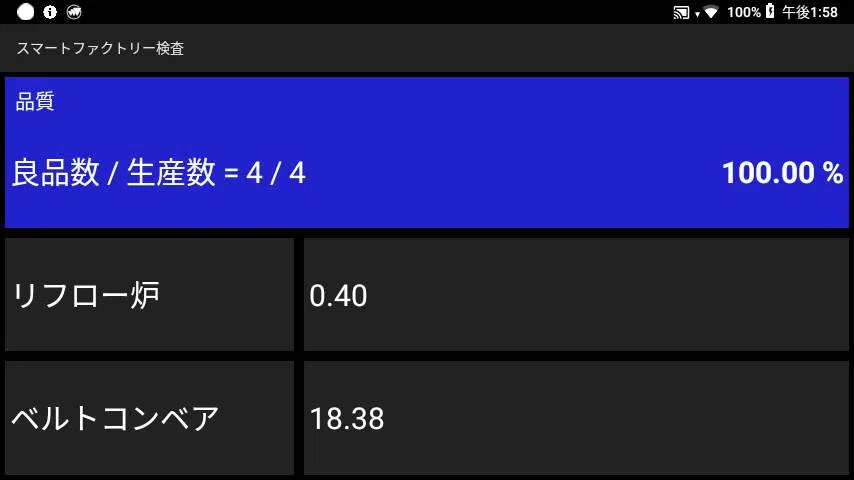 100% 午後1:58
スマートファクトリー検査
品質
良品数 / 生産数 = 4 / 4 100.00 %
リフロー炉 0.40
ベルトコンベア 18.38